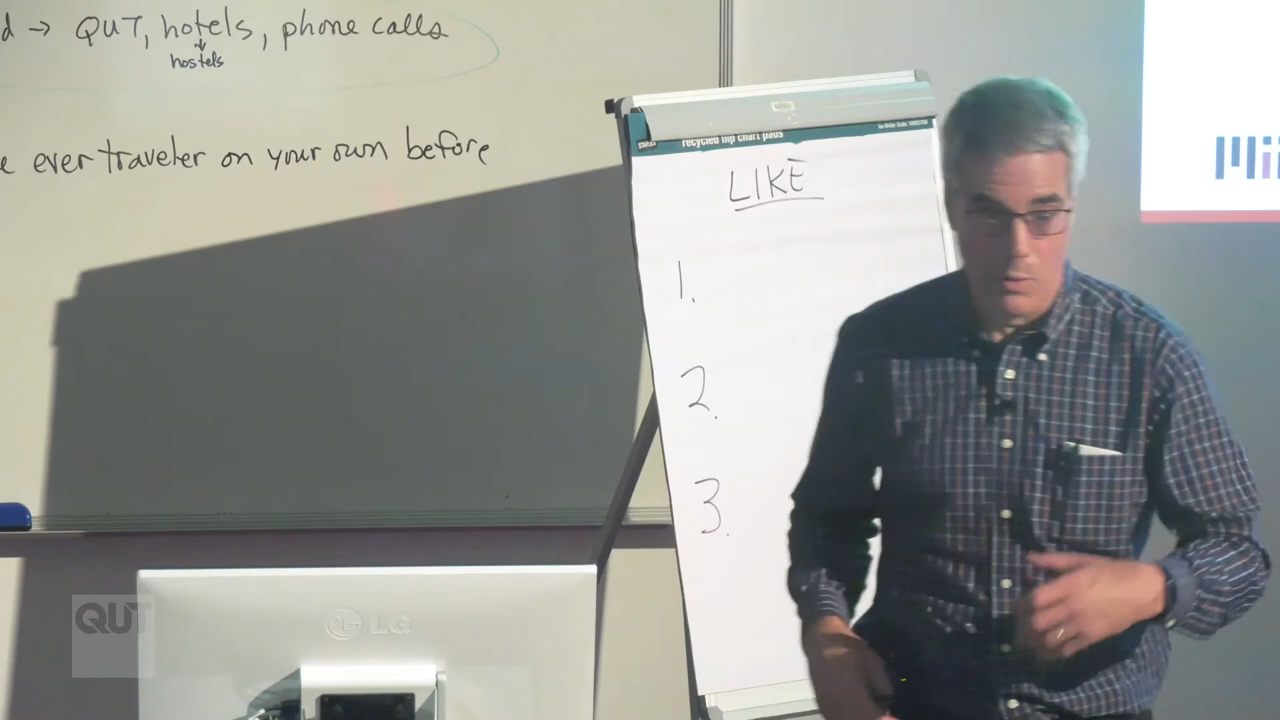 d → QUT, hotels, phone calls
hostels
e ever traveler on your own before
recycled flip chart pads
LIKE
1.
2.
3.
LG
QUT